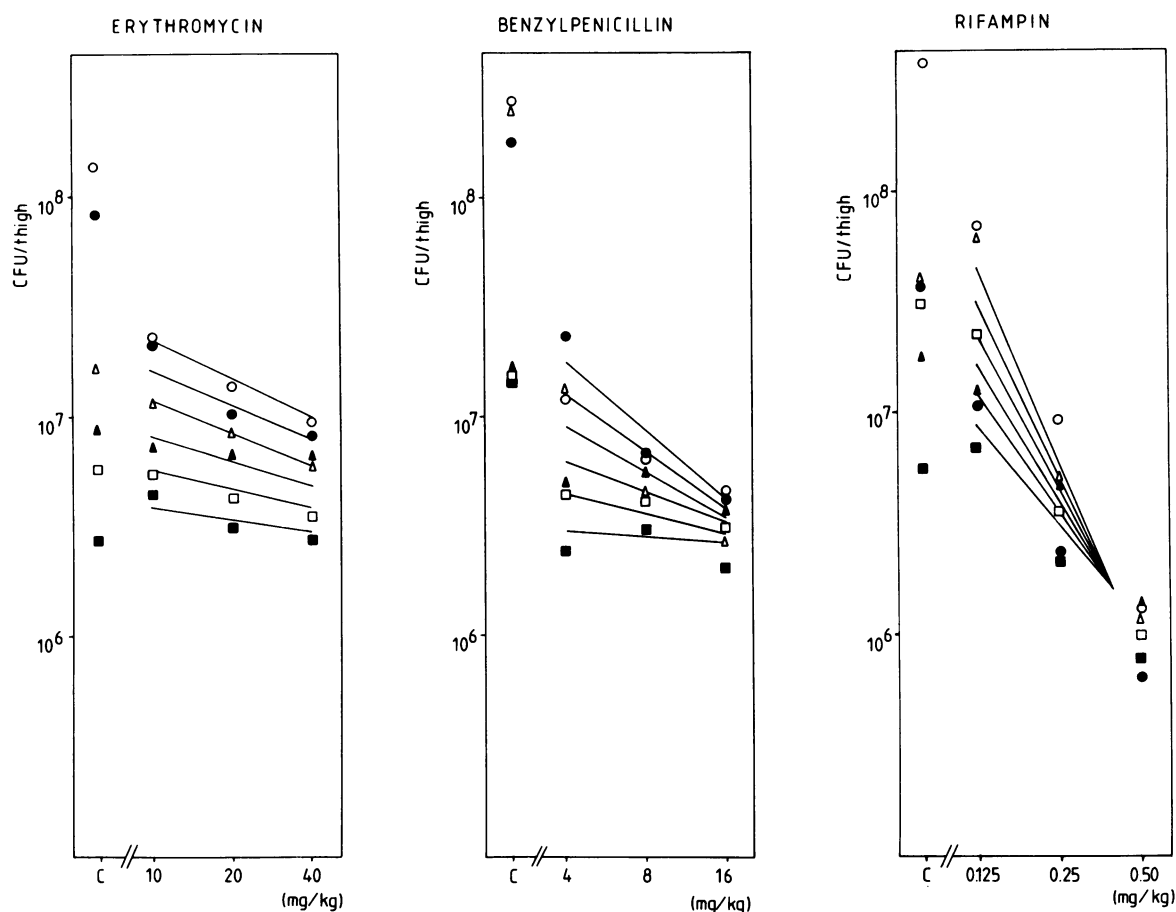 ERYTHROMYCIN
CFU/thigh
10^8
10^7
10^6
C 10 20 40
(mg/kg)
BENZYLPENICILLIN
CFU/thigh
10^8
10^7
10^6
C 4 8 16
(mg/kg)
RIFAMPIN
CFU/thigh
10^8
10^7
10^6
C 0.125 0.25 0.50
(mg/kg)